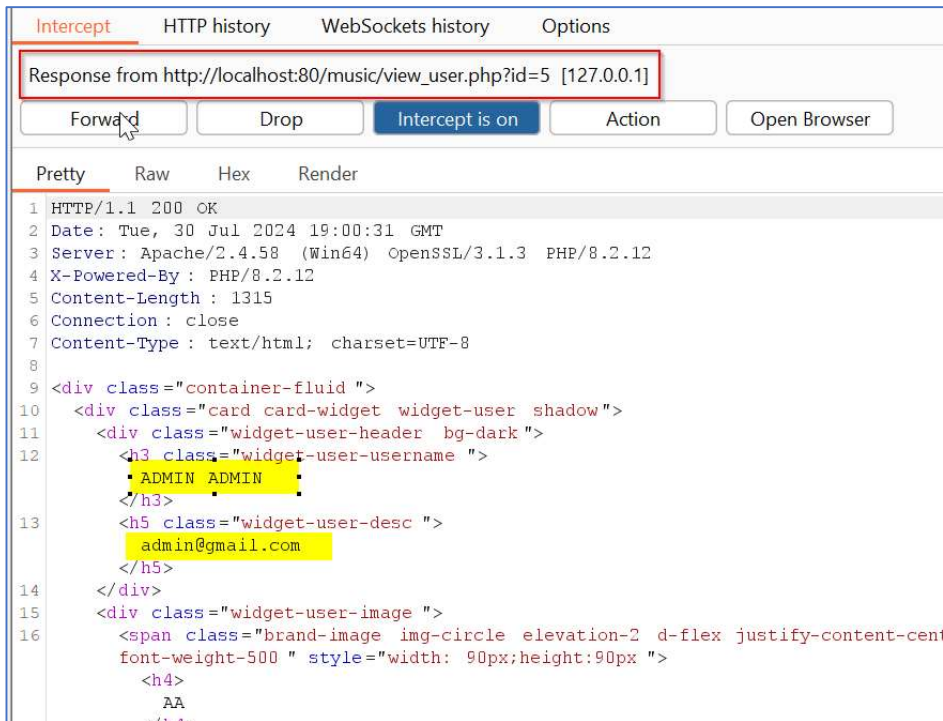 Intercept HTTP history WebSockets history Options
Response from http://localhost:80/music/view_user.php?id=5 [127.0.0.1]
Forward Drop Intercept is on Action Open Browser
Pretty Raw Hex Render
1 HTTP/1.1 200 OK
2 Date: Tue, 30 Jul 2024 19:00:31 GMT
3 Server: Apache/2.4.58 (Win64) OpenSSL/3.1.3 PHP/8.2.12
4 X-Powered-By : PHP/8.2.12
5 Content-Length : 1315
6 Connection : close
7 Content-Type : text/html; charset=UTF-8
8
9 <div class="container-fluid ">
10 <div class="card card-widget widget-user shadow">
11 <div class="widget-user-header bg-dark">
12 <h3 class="widget-user-username ">
ADMIN ADMIN
</h3>
13 <h5 class="widget-user-desc ">
admin@gmail.com
</h5>
14 </div>
15 <div class="widget-user-image ">
16 <span class="brand-image img-circle elevation-2 d-flex justify-content-cent
font-weight-500 " style="width: 90px;height:90px ">
<h4>
AA